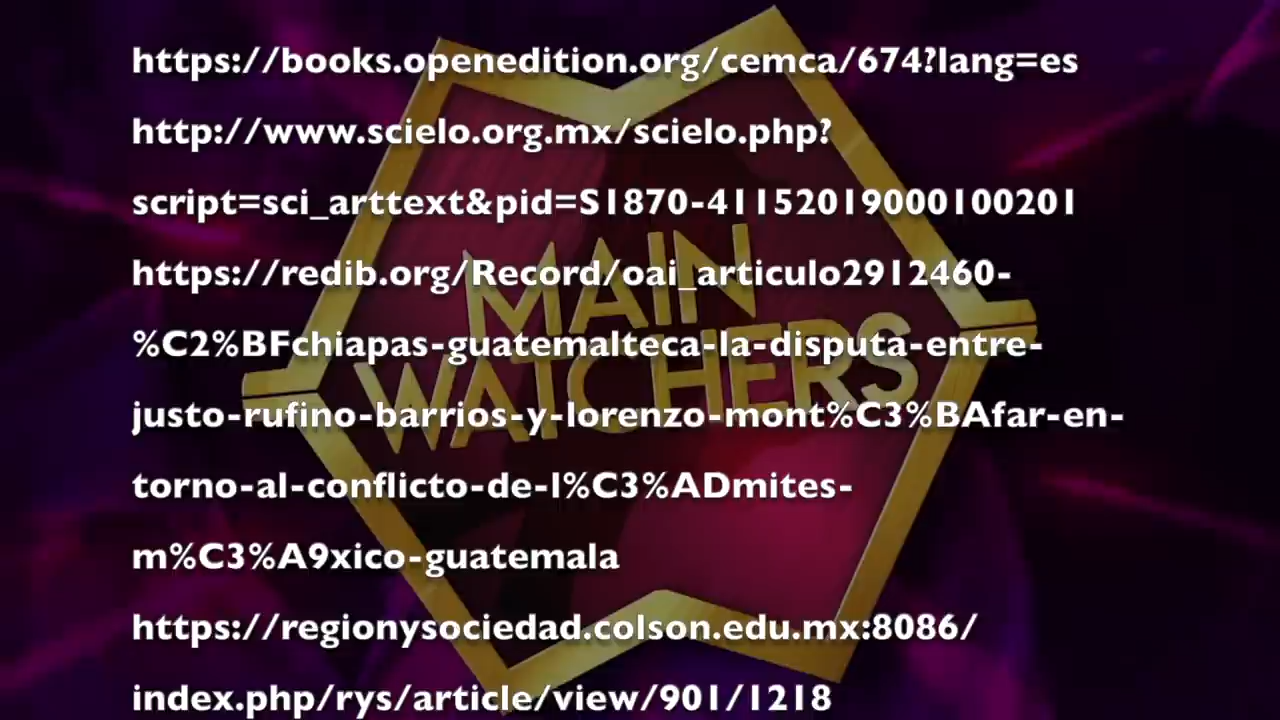 https://books.openedition.org/cemca/674?lang=es
http://www.scielo.org.mx/scielo.php?
script=sci_arttext&pid=S1870-41152019000100201
https://redib.org/Record/oai_articulo2912460-
%C2%BFchiapas-guatemalteca-la-disputa-entre-
justo-rufino-barrios-y-lorenzo-mont%C3%BAfar-en-
torno-al-conflicto-de-l%C3%ADmites-
m%C3%A9xico-guatemala
https://regionysociedad.colson.edu.mx:8086/
index.php/rys/article/view/901/1218
MAIN
WATCHERS